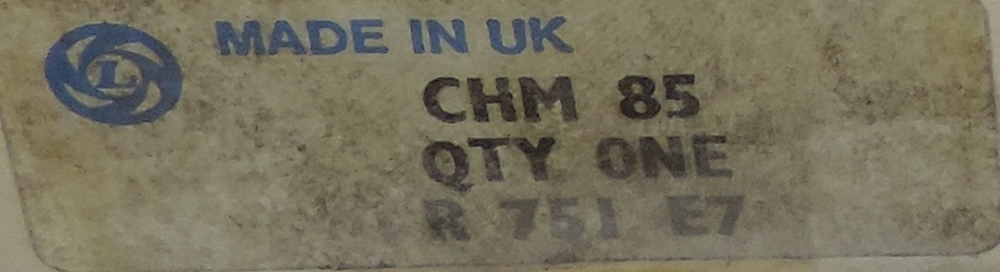 L
MADE IN UK
CHM 85
QTY ONE
R 751 E7